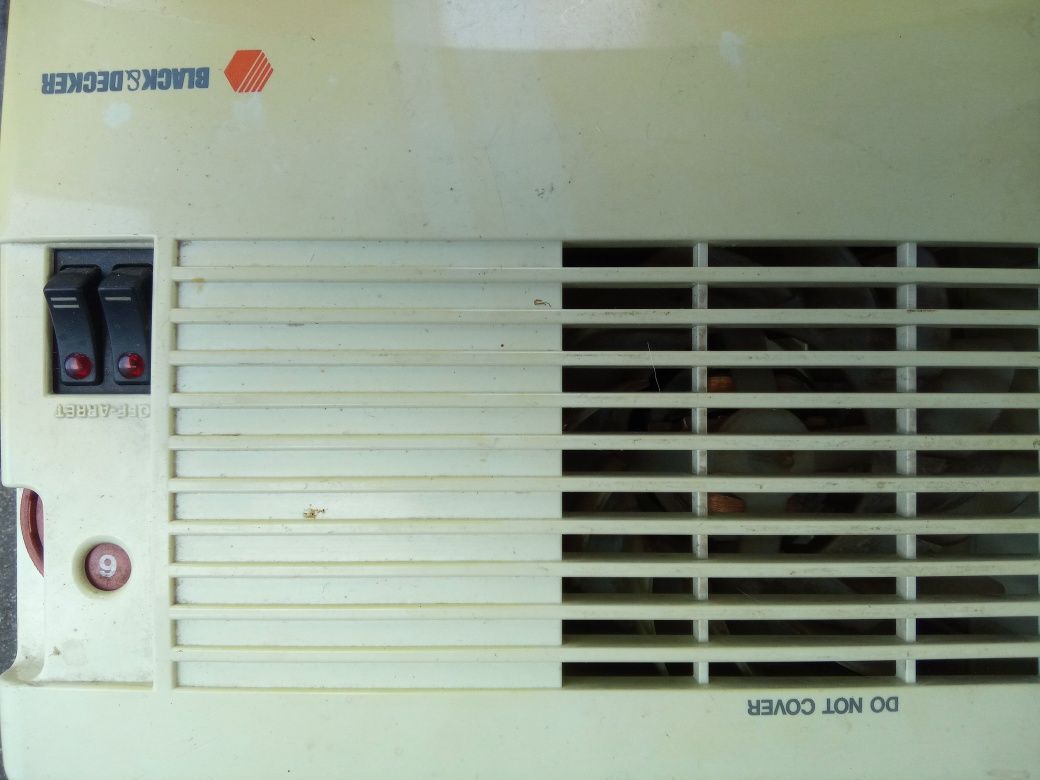 DO NOT COVER
9
OFF-ARRET
BLACK&DECKER